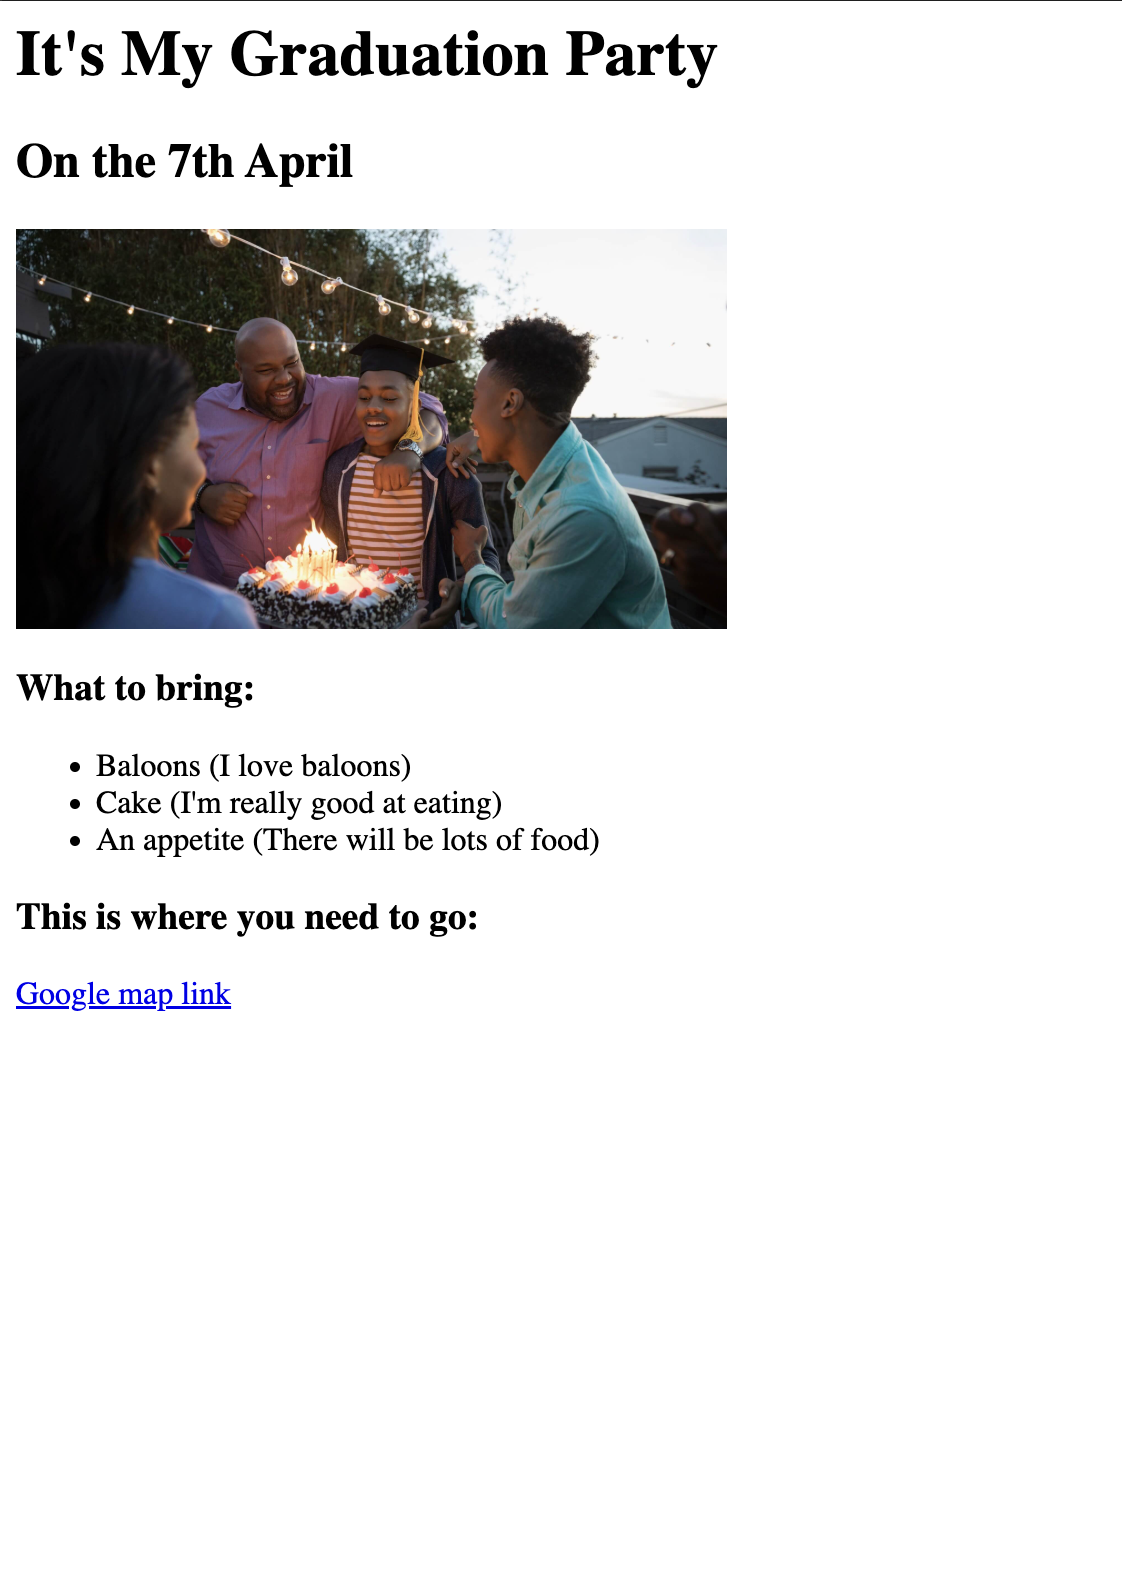 It's My Graduation Party
On the 7th April
What to bring:
Baloons (I love baloons)
Cake (I'm really good at eating)
An appetite (There will be lots of food)
This is where you need to go:
Google map link